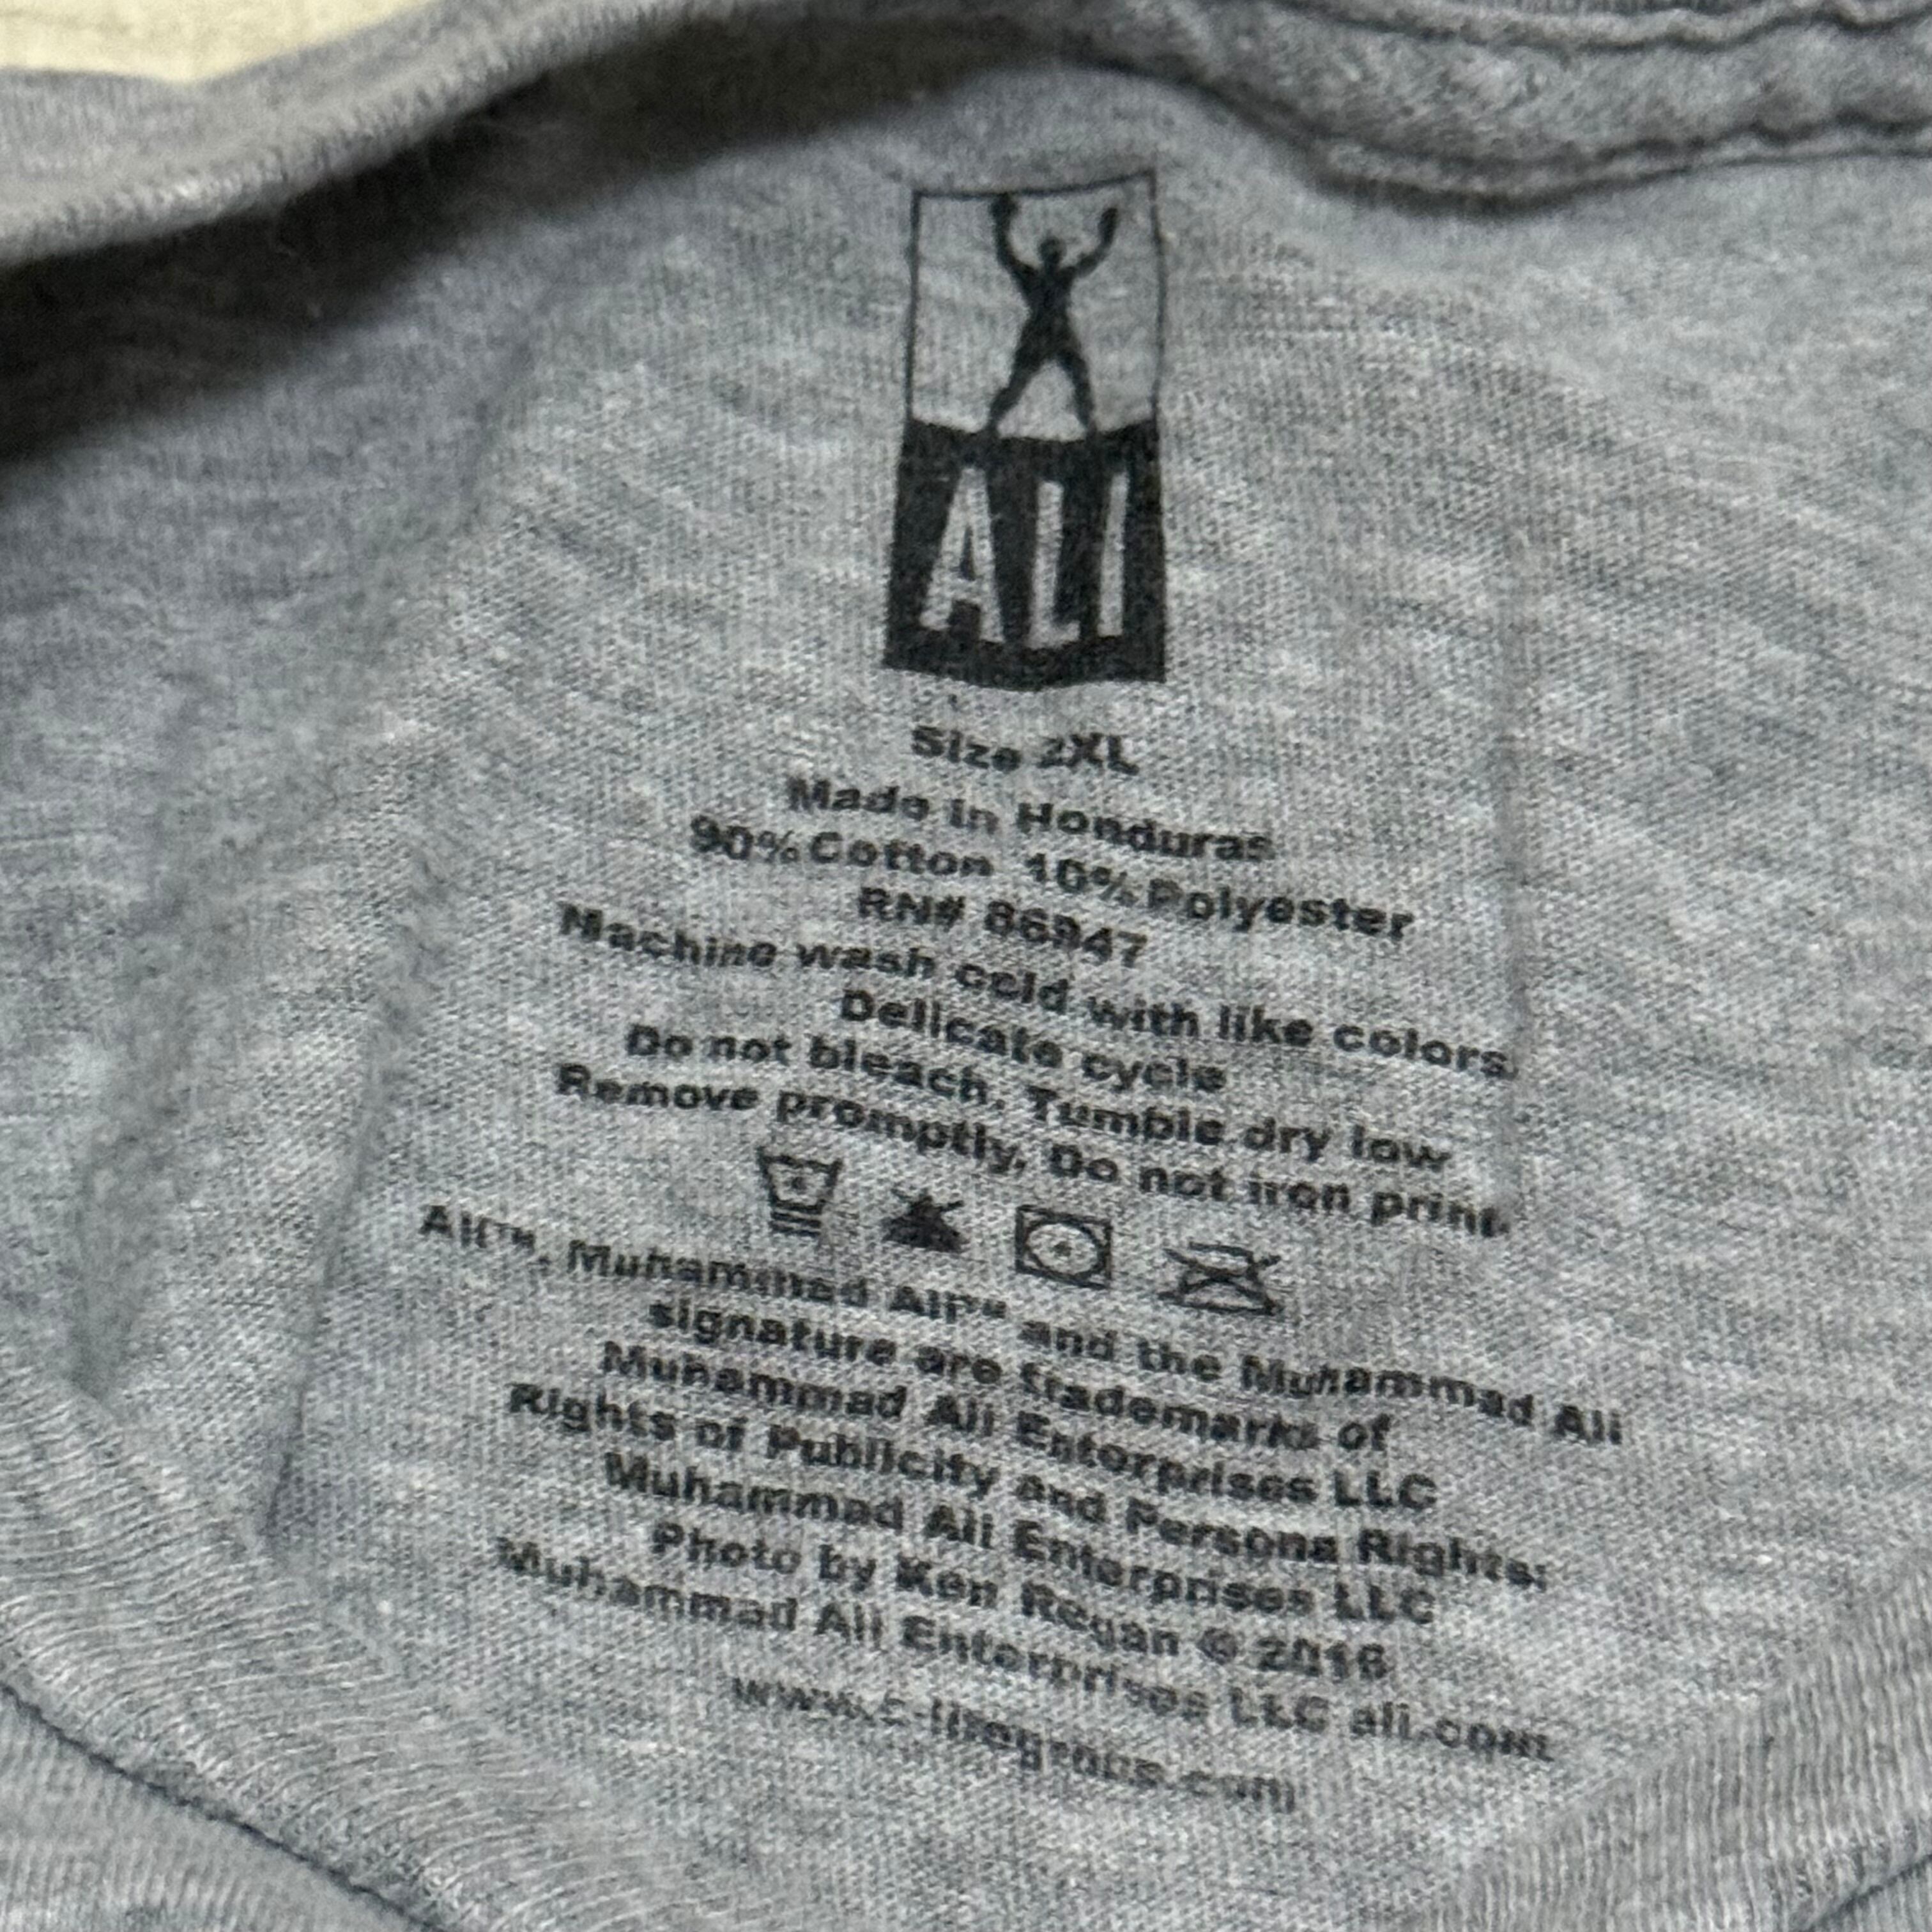 ALI
Size 2XL
Made in Honduras
90% Cotton 10% Polyester
RN# 86947
Machine wash cold with like colors.
Delicate cycle
Do not bleach. Tumble dry low
Remove promptly. Do not iron print.
Ali™, Muhammad Ali™ and the Muhammad Ali
signature are trademarks of
Muhammad Ali Enterprises LLC
Rights of Publicity and Persona Rights:
Muhammad Ali Enterprises LLC
Photo by Ken Regan © 2016
Muhammad Ali Enterprises LLC ali.com